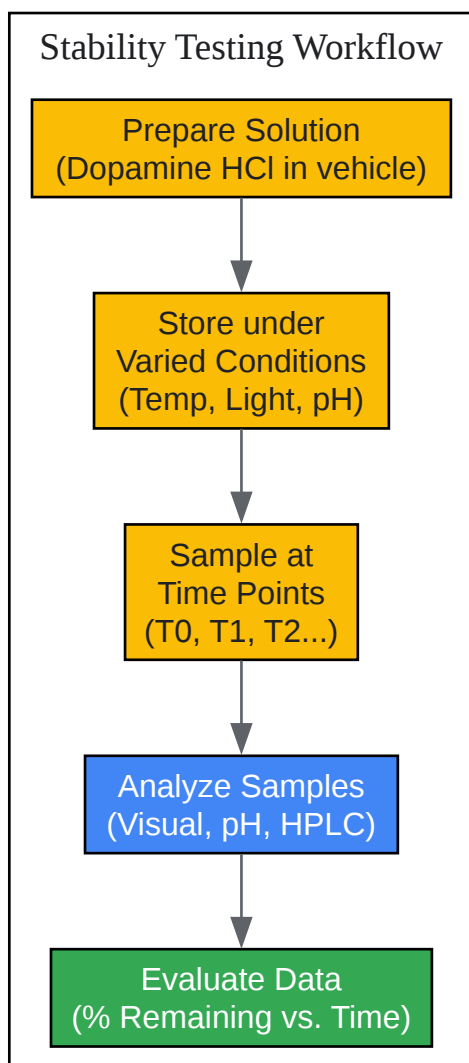 Stability Testing Workflow
Prepare Solution
(Dopamine HCl in vehicle)
Store under
Varied Conditions
(Temp, Light, pH)
Sample at
Time Points
(T0, T1, T2...)
Analyze Samples
(Visual, pH, HPLC)
Evaluate Data
(% Remaining vs. Time)